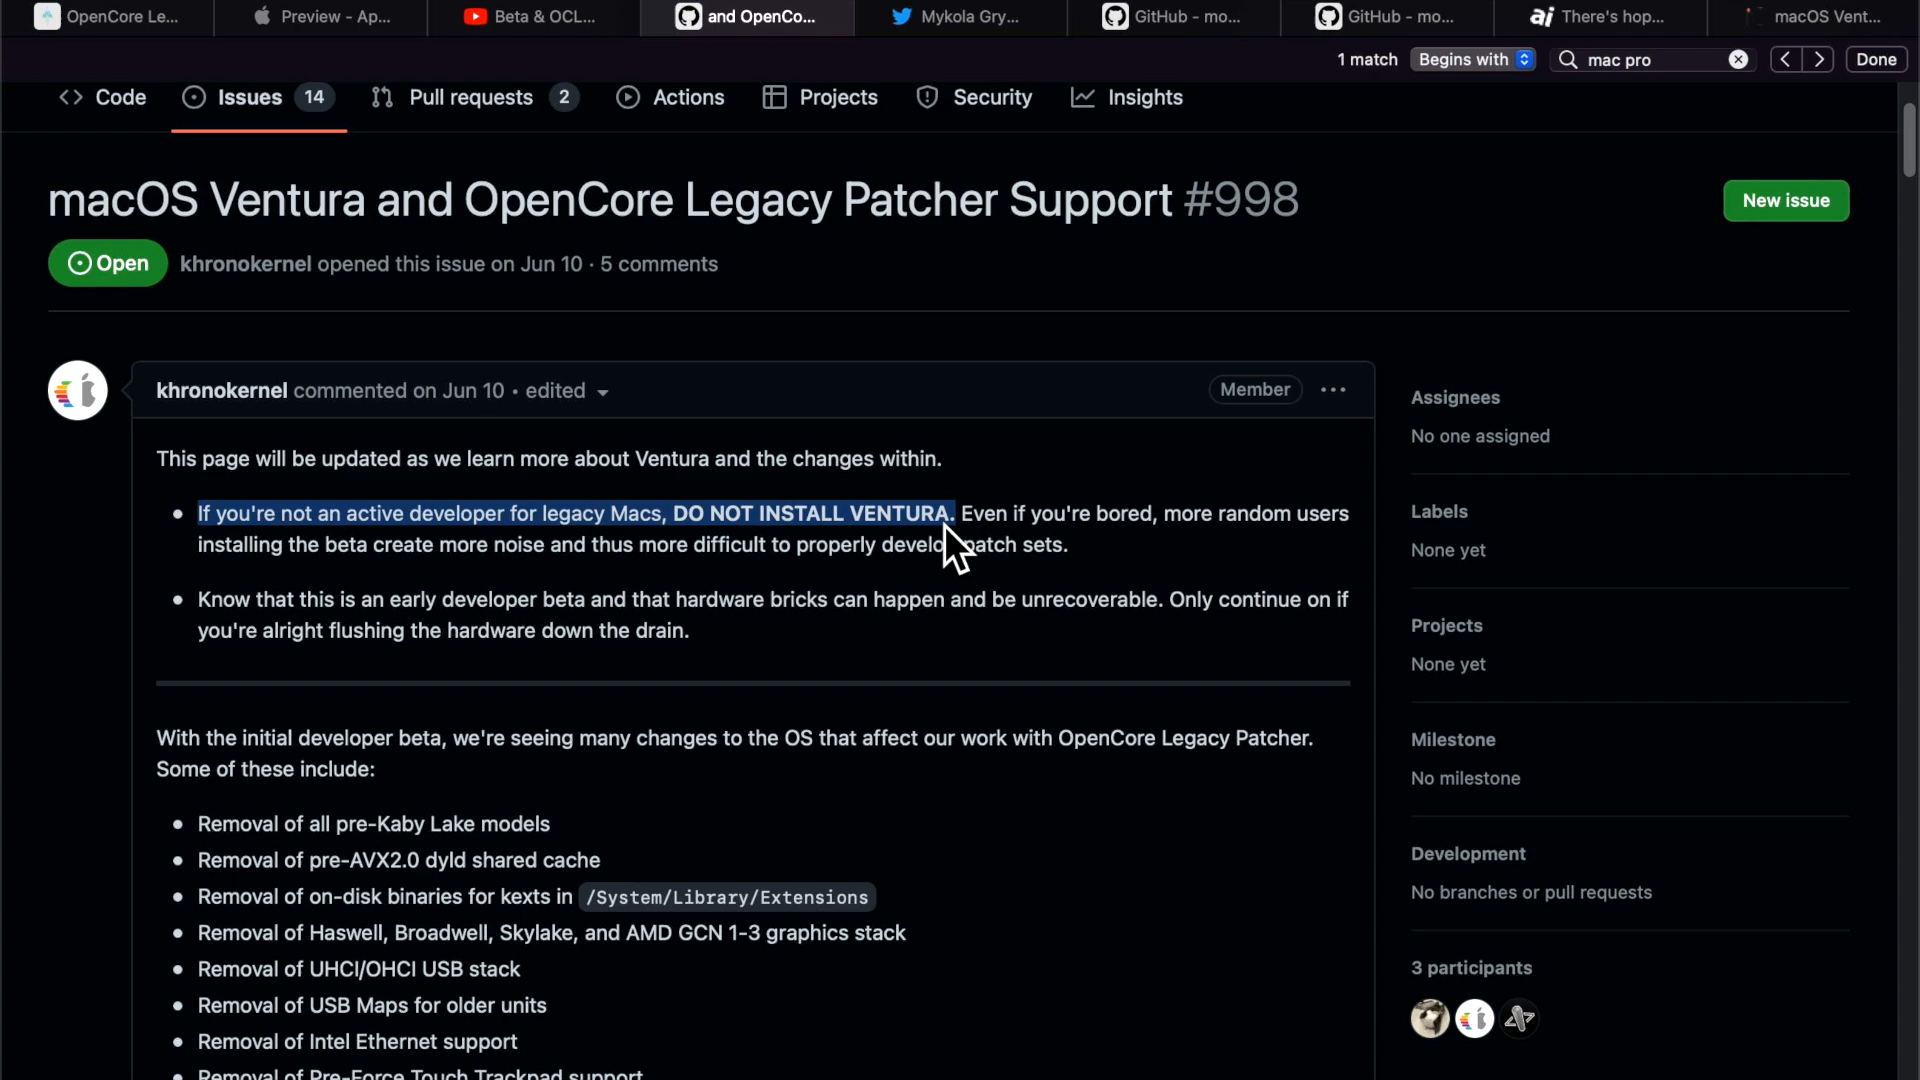 OpenCore Le...
Preview - Ap...
Beta & OCL...
and OpenCo...
Mykola Gry...
GitHub - mo...
GitHub - mo...
ai There's hop...
macOS Vent...
1 match Begins with mac pro Done
Code Issues 14 Pull requests 2 Actions Projects Security Insights
macOS Ventura and OpenCore Legacy Patcher Support #998
New issue
Open khronokernel opened this issue on Jun 10 · 5 comments
khronokernel commented on Jun 10 • edited
Member
This page will be updated as we learn more about Ventura and the changes within.
• If you're not an active developer for legacy Macs, DO NOT INSTALL VENTURA. Even if you're bored, more random users
installing the beta create more noise and thus more difficult to properly develo patch sets.
• Know that this is an early developer beta and that hardware bricks can happen and be unrecoverable. Only continue on if
you're alright flushing the hardware down the drain.
With the initial developer beta, we're seeing many changes to the OS that affect our work with OpenCore Legacy Patcher.
Some of these include:
• Removal of all pre-Kaby Lake models
• Removal of pre-AVX2.0 dyld shared cache
• Removal of on-disk binaries for kexts in /System/Library/Extensions
• Removal of Haswell, Broadwell, Skylake, and AMD GCN 1-3 graphics stack
• Removal of UHCI/OHCI USB stack
• Removal of USB Maps for older units
• Removal of Intel Ethernet support
• Removal of Pre-Force Touch Trackpad support
Assignees
No one assigned
Labels
None yet
Projects
None yet
Milestone
No milestone
Development
No branches or pull requests
3 participants